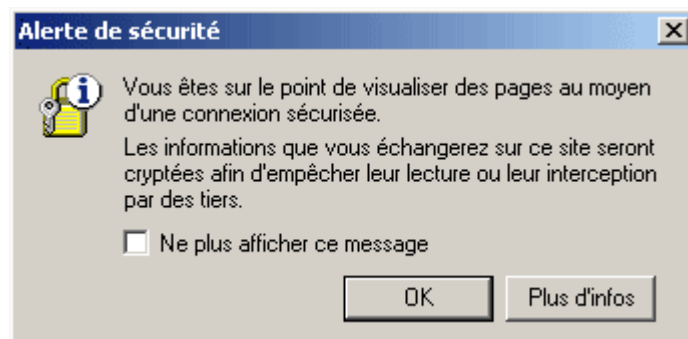 Alerte de sécurité
Vous êtes sur le point de visualiser des pages au moyen
d'une connexion sécurisée.
Les informations que vous échangerez sur ce site seront
cryptées afin d'empêcher leur lecture ou leur interception
par des tiers.
Ne plus afficher ce message
OK
Plus d'infos